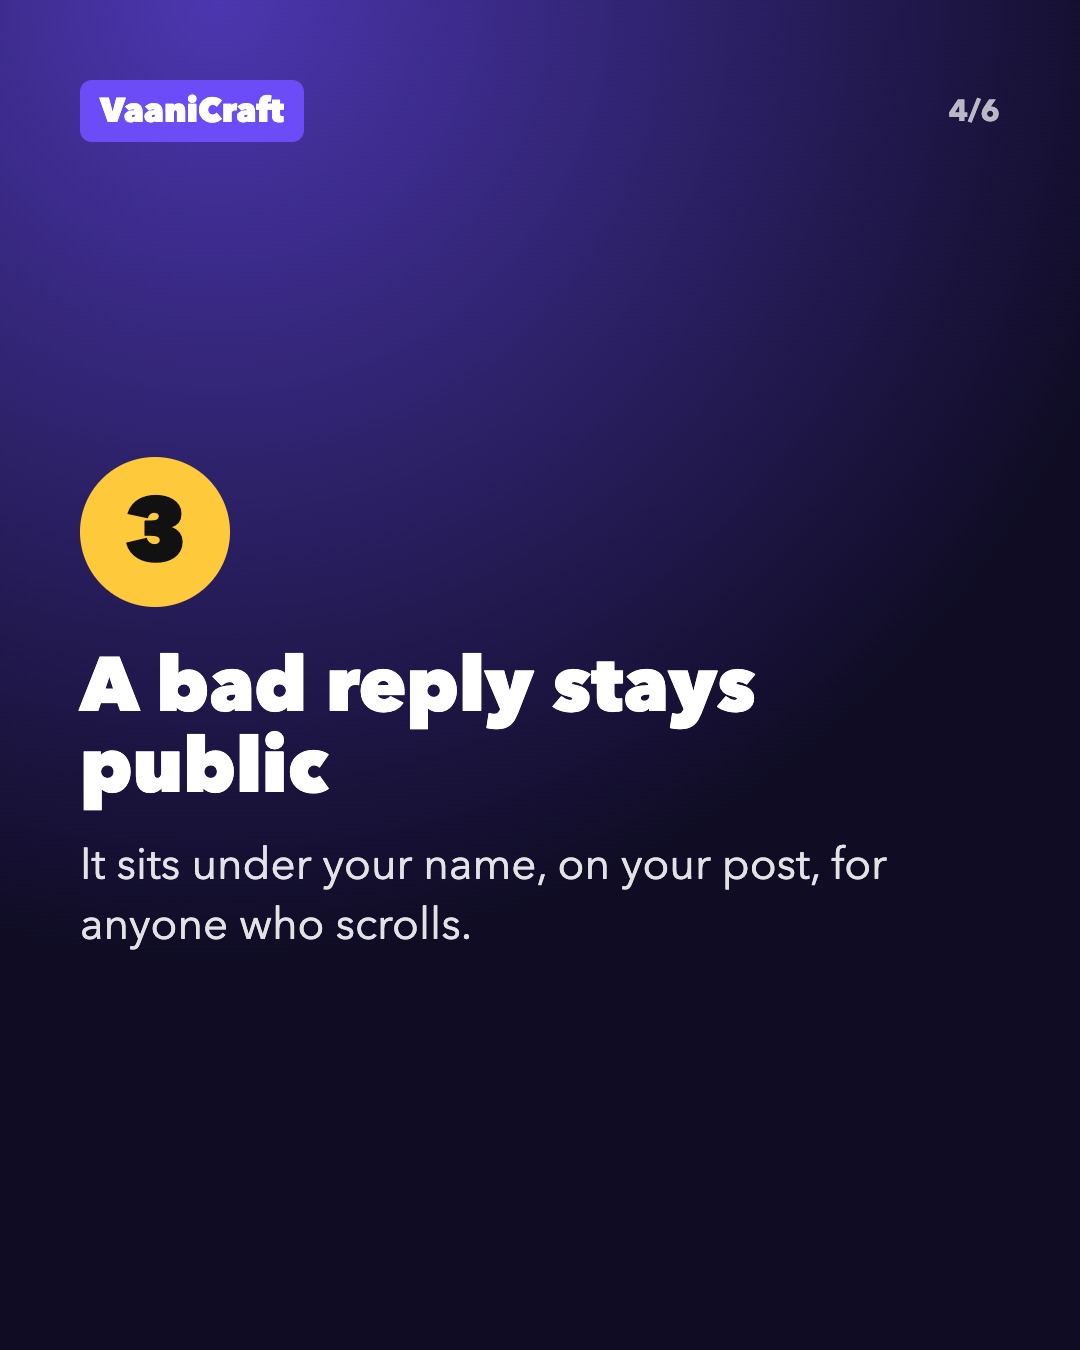 VaaniCraft
4/6
3
A bad reply stays
public
It sits under your name, on your post, for
anyone who scrolls.